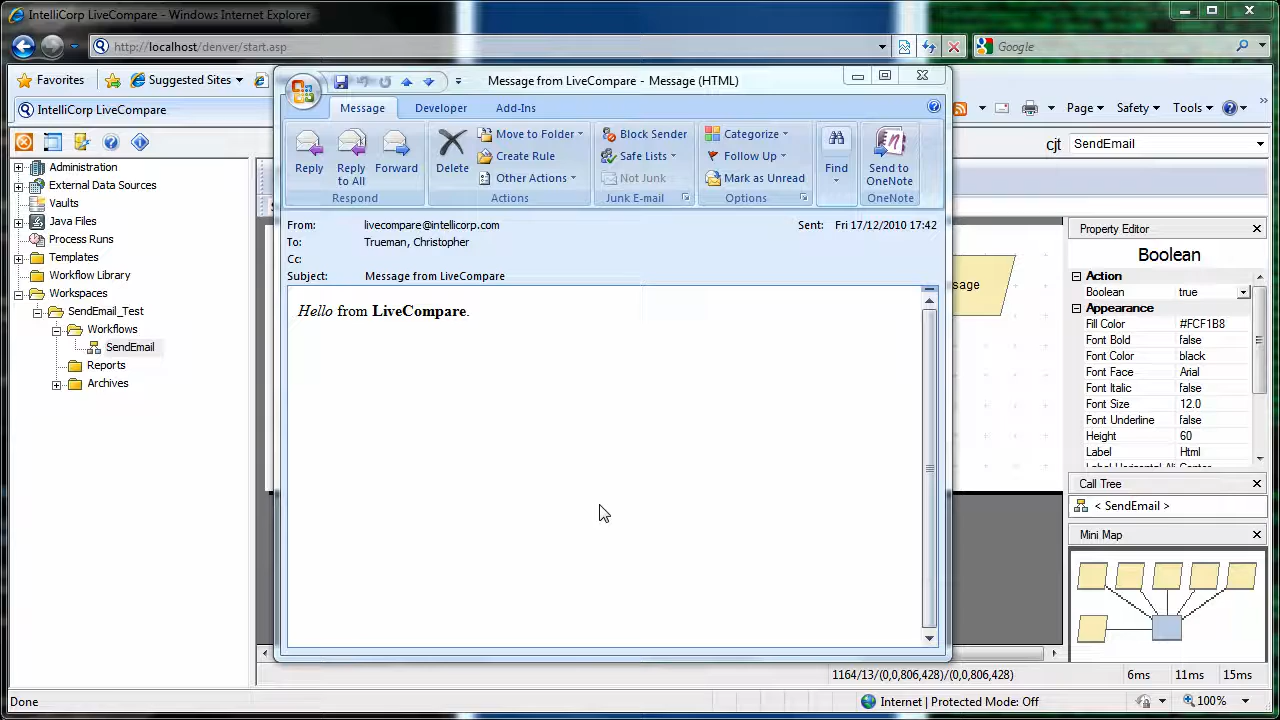 IntelliCorp LiveCompare - Windows Internet Explorer
http://localhost/denver/start.asp
Google
Favorites
Suggested Sites
IntelliCorp LiveCompare
Page
Safety
Tools
cjt
SendEmail
Administration
External Data Sources
Vaults
Java Files
Process Runs
Templates
Workflow Library
Workspaces
SendEmail_Test
Workflows
SendEmail
Reports
Archives
Message from LiveCompare - Message (HTML)
Message Developer Add-Ins
Reply
Reply to All
Forward
Respond
Delete
Move to Folder
Create Rule
Other Actions
Actions
Block Sender
Safe Lists
Not Junk
Junk E-mail
Categorize
Follow Up
Mark as Unread
Options
Find
Send to OneNote
OneNote
From: livecompare@intellicorp.com Sent: Fri 17/12/2010 17:42
To: Trueman, Christopher
Cc:
Subject: Message from LiveCompare
Hello from LiveCompare.
Property Editor
Boolean
Action
Boolean true
Appearance
Fill Color #FCF1B8
Font Bold false
Font Color black
Font Face Arial
Font Italic false
Font Size 12.0
Font Underline false
Height 60
Label Html
Call Tree
< SendEmail >
Mini Map
1164/13/(0,0,806,428)/(0,0,806,428) 6ms 11ms 15ms
Done
Internet | Protected Mode: Off
100%